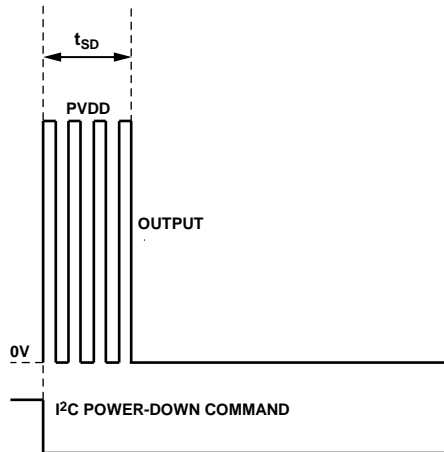 tSD
PVDD
OUTPUT
0V
I²C POWER-DOWN COMMAND